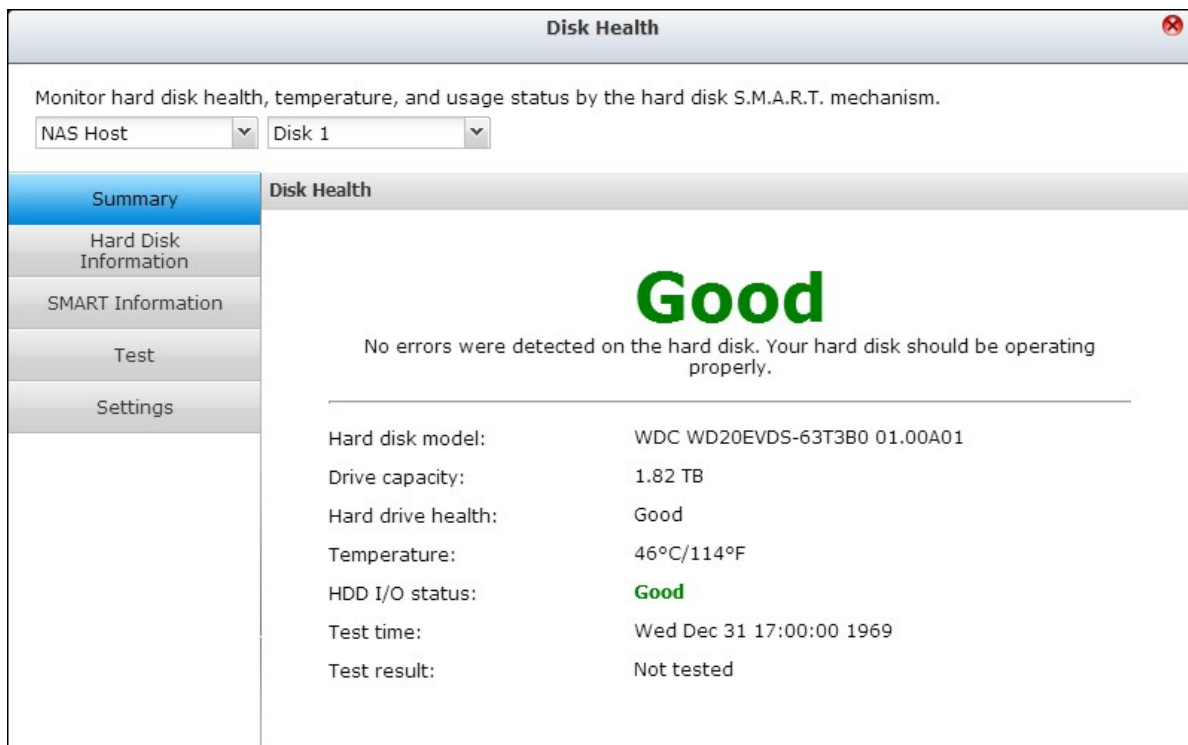 Disk Health
Monitor hard disk health, temperature, and usage status by the hard disk S.M.A.R.T. mechanism.
NAS Host
Disk 1
Summary
Hard Disk
Information
SMART Information
Test
Settings
Disk Health
Good
No errors were detected on the hard disk. Your hard disk should be operating
properly.
Hard disk model: WDC WD20EVDS-63T3B0 01.00A01
Drive capacity: 1.82 TB
Hard drive health: Good
Temperature: 46°C/114°F
HDD I/O status: Good
Test time: Wed Dec 31 17:00:00 1969
Test result: Not tested